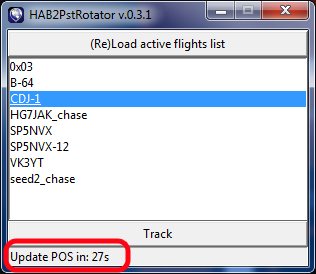 HAB2PstRotator v.0.3.1
(Re)Load active flights list
0x03
B-64
CDJ-1
HG7JAK_chase
SP5NVX
SP5NVX-12
VK3YT
seed2_chase
Track
Update POS in: 27s